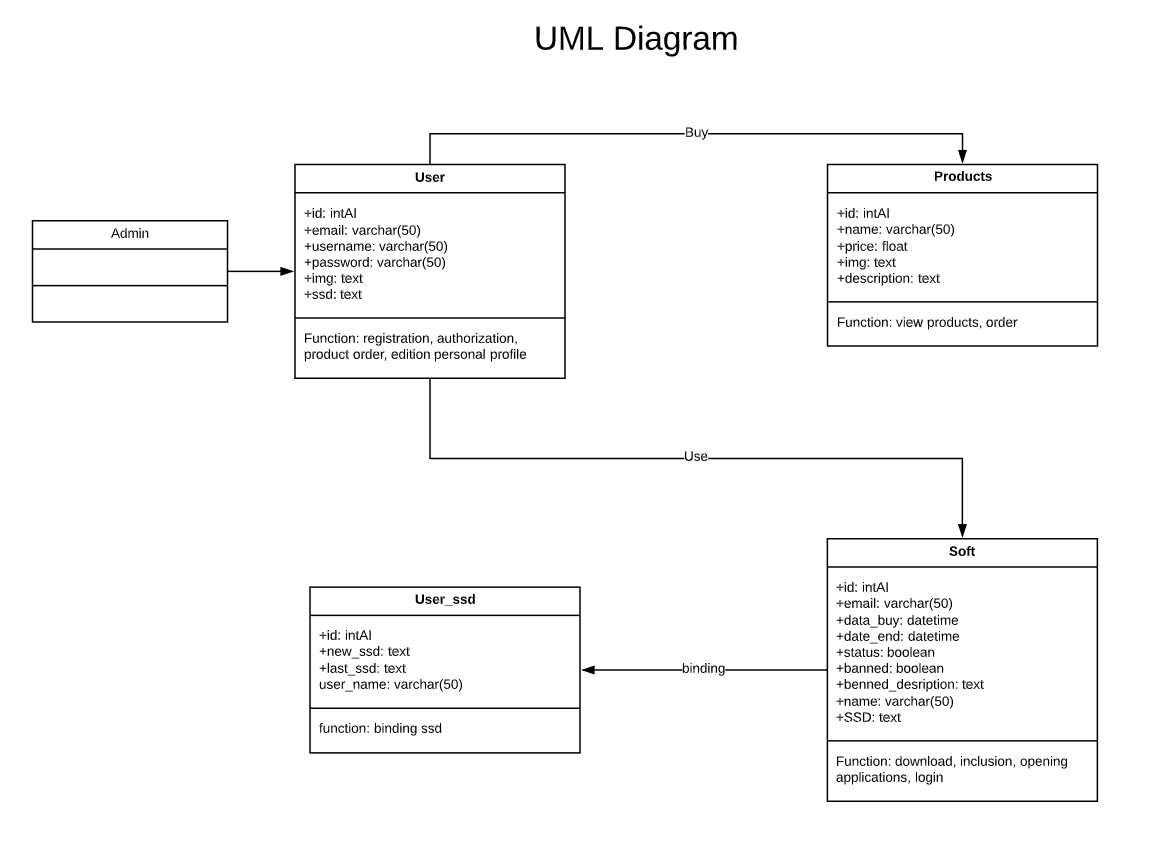 UML Diagram
Buy
User
+id: intAI
+email: varchar(50)
+username: varchar(50)
+password: varchar(50)
+img: text
+ssd: text
Function: registration, authorization,
product order, edition personal profile
Products
+id: intAI
+name: varchar(50)
+price: float
+img: text
+description: text
Function: view products, order
Admin
Use
Soft
+id: intAI
+email: varchar(50)
+data_buy: datetime
+date_end: datetime
+status: boolean
+banned: boolean
+benned_desription: text
+name: varchar(50)
+SSD: text
Function: download, inclusion, opening
applications, login
binding
User_ssd
+id: intAI
+new_ssd: text
+last_ssd: text
user_name: varchar(50)
function: binding ssd